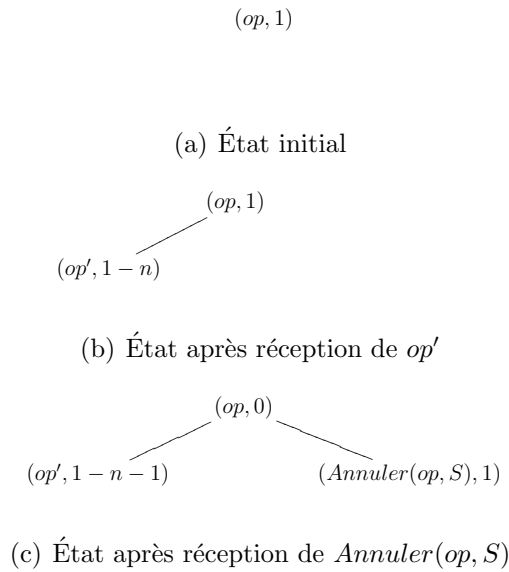 (op, 1)
(a) État initial
(op, 1)
(op′, 1 − n)
(b) État après réception de op′
(op, 0)
(op′, 1 − n − 1) (Annuler(op, S), 1)
(c) État après réception de Annuler(op, S)